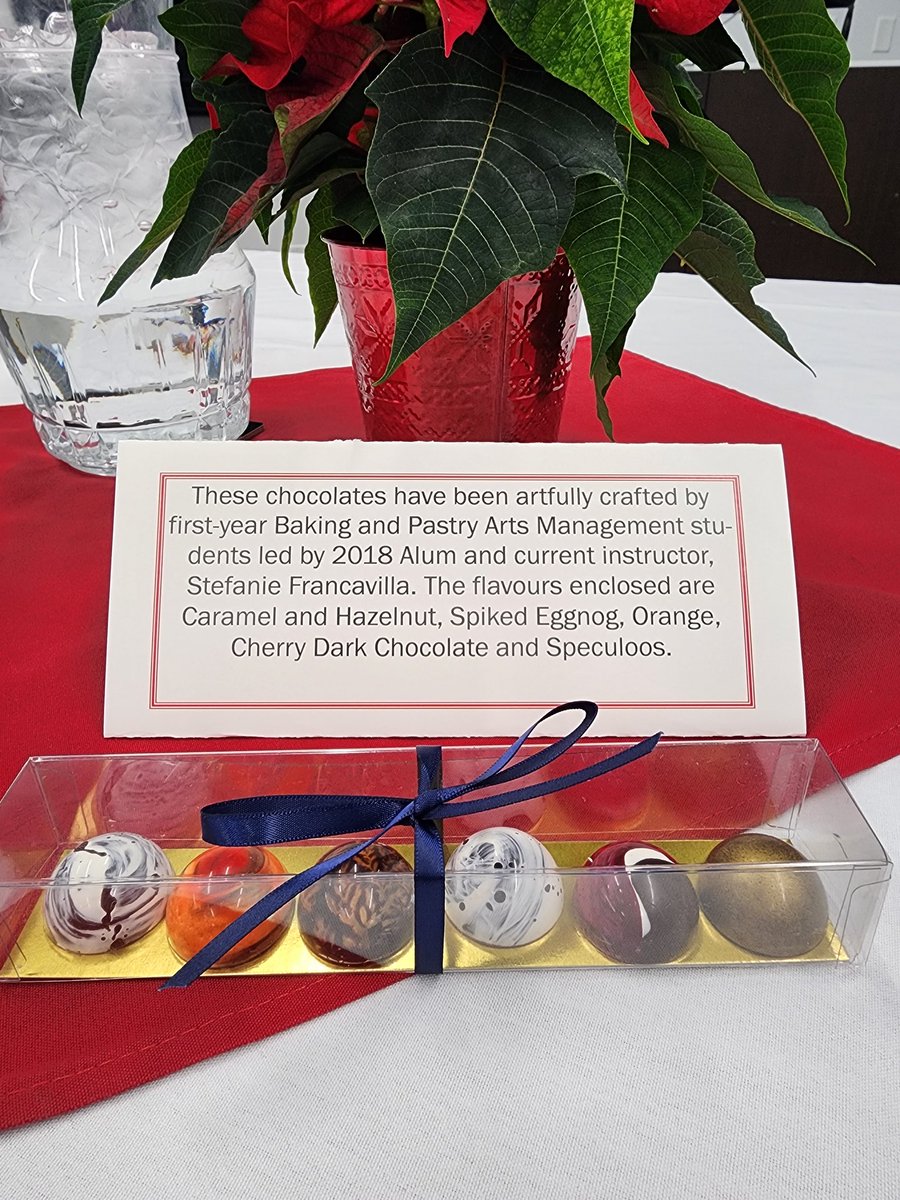 These chocolates have been artfully crafted by
first-year Baking and Pastry Arts Management stu-
dents led by 2018 Alum and current instructor,
Stefanie Francavilla. The flavours enclosed are
Caramel and Hazelnut, Spiked Eggnog, Orange,
Cherry Dark Chocolate and Speculoos.